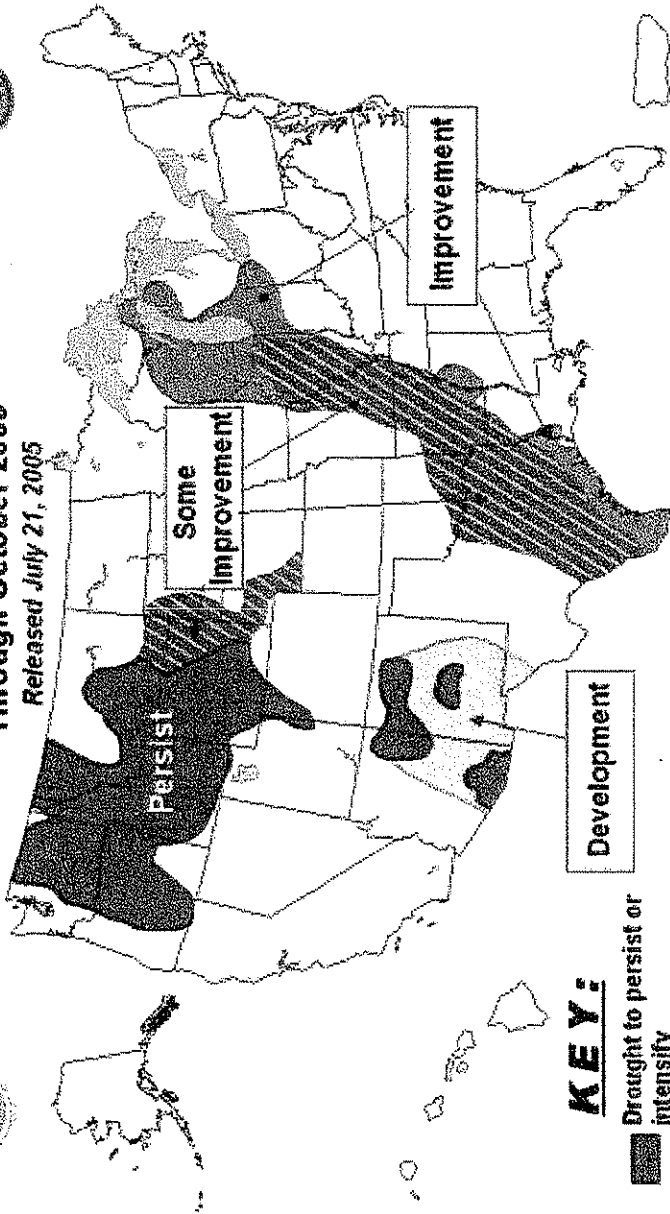 Through October 2005
Released July 21, 2005
Persist
Some
Improvement
Improvement
Development
KEY:
Drought to persist or
intensify